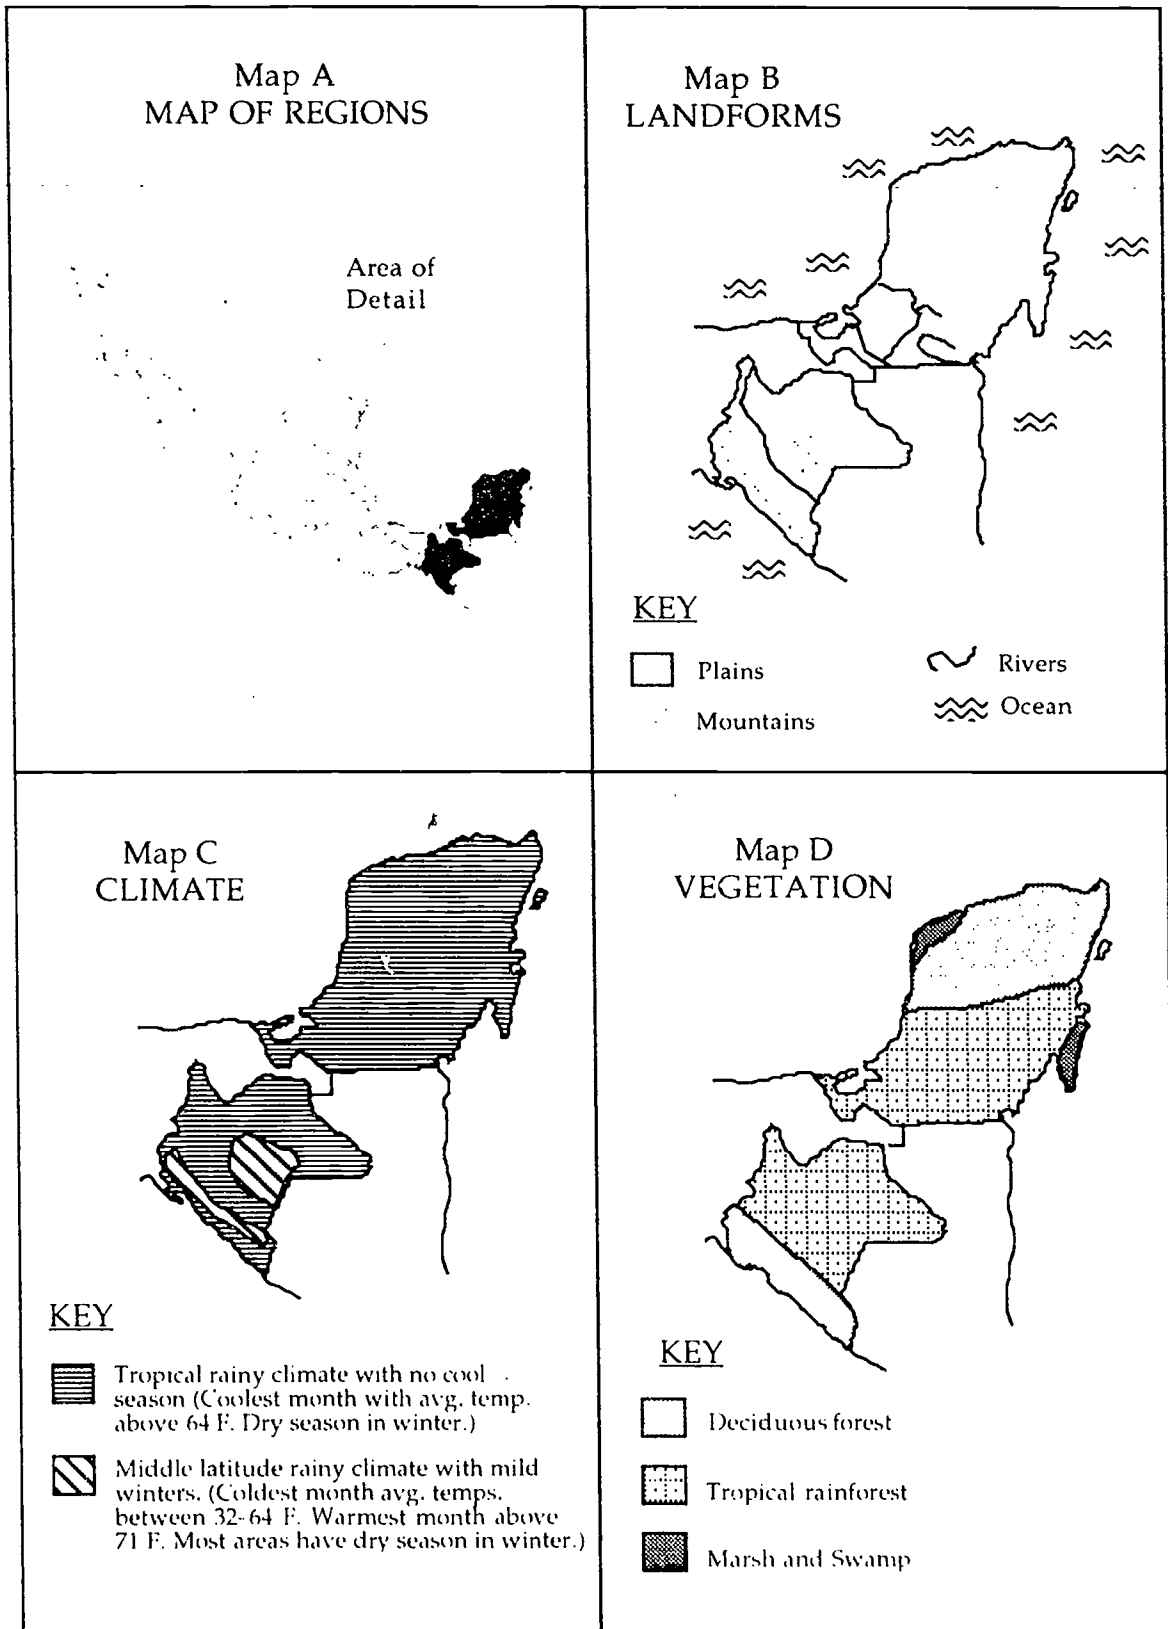 Map A
MAP OF REGIONS
Area of
Detail
Map B
LANDFORMS
KEY
Plains
Mountains
Rivers
Ocean
Map C
CLIMATE
KEY
Tropical rainy climate with no cool
season (Coolest month with avg. temp.
above 64 F. Dry season in winter.)
Middle latitude rainy climate with mild
winters. (Coldest month avg. temps.
between 32-64 F. Warmest month above
71 F. Most areas have dry season in winter.)
Map D
VEGETATION
KEY
Deciduous forest
Tropical rainforest
Marsh and Swamp